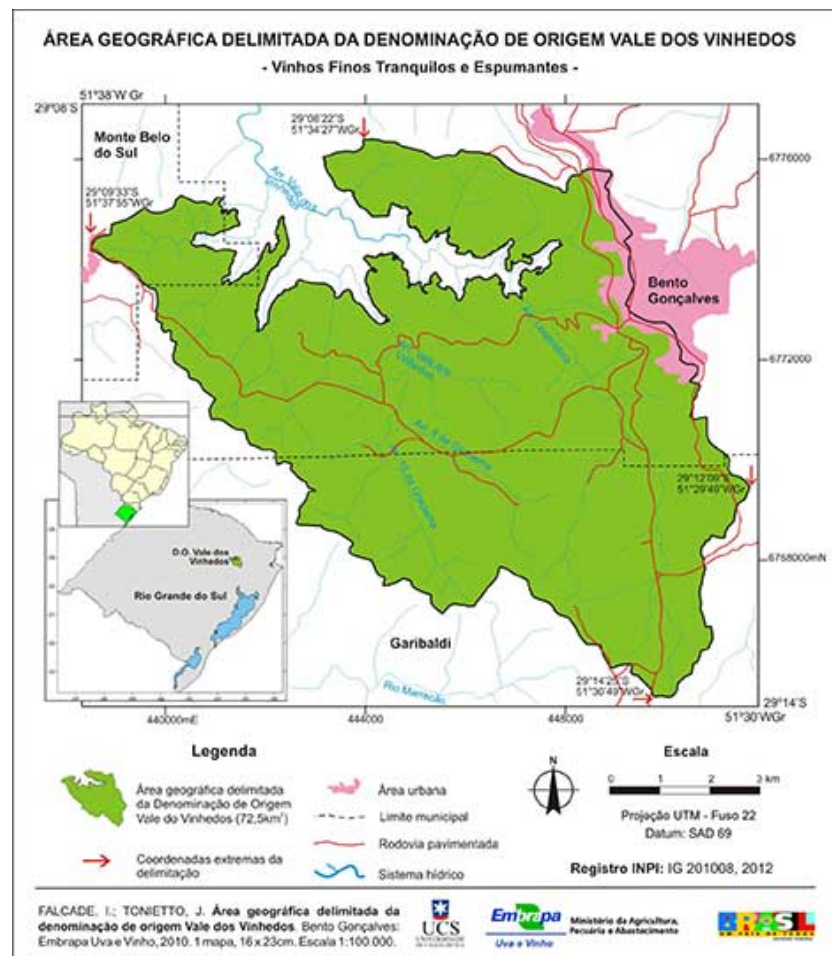 ÁREA GEOGRÁFICA DELIMITADA DA DENOMINAÇÃO DE ORIGEM VALE DOS VINHEDOS
- Vinhos Finos Tranquilos e Espumantes -
51°38'W Gr
29°08'S
Monte Belo
do Sul
29°08'22"S
51°34'27"WGr
6776000
29°09'33"S
51°37'55"WGr
Bento
Gonçalves
6772000
29°12'09"S
51°29'49"WGr
D.O. Vale dos
Vinhedos
Rio Grande do Sul
6768000mN
Garibaldi
29°14'25"S
51°30'49"WGr
29°14'S
51°30'WGr
440000mE
444000
448000
Legenda
Área geográfica delimitada
da Denominação de Origem
Vale do Vinhedos (72,5km²)
Coordenadas extremas da
delimitação
Área urbana
Limite municipal
Rodovia pavimentada
Sistema hídrico
N
Escala
0 1 2 3 km
Projeção UTM - Fuso 22
Datum: SAD 69
Registro INPI: IG 201008, 2012
FALCADE, I.; TONIETTO, J. Área geográfica delimitada da
denominação de origem Vale dos Vinhedos. Bento Gonçalves:
Embrapa Uva e Vinho, 2010. 1 mapa, 16 x 23cm. Escala 1:100.000.
UCS
Embrapa
Uva e Vinho
Ministério da Agricultura,
Pecuária e Abastecimento
BRASIL